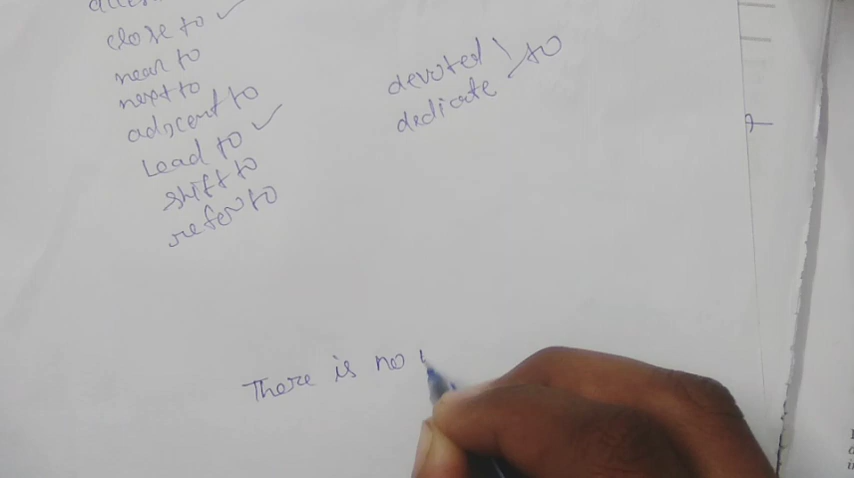 close to ✓
near to
next to
adjscent to
Lead to ✓
shift to
refer to
devoted
dedicate
to
There is no